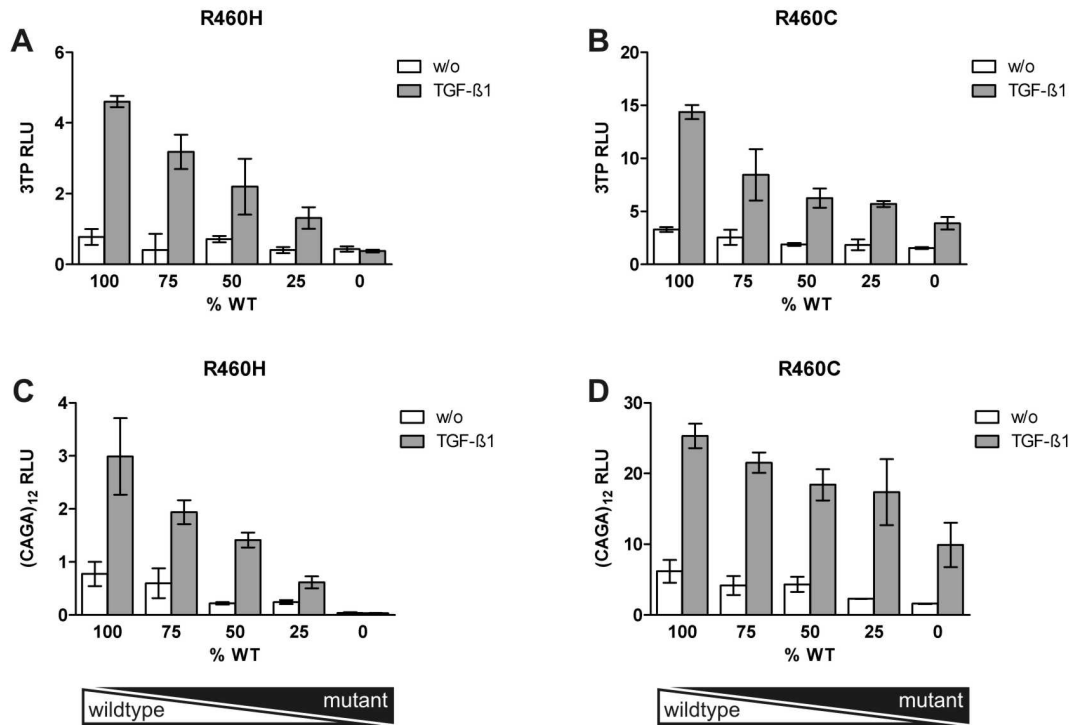 A
R460H
3TP RLU
6
4
2
0
w/o
TGF-ß1
100 75 50 25 0
% WT
B
R460C
3TP RLU
20
15
10
5
0
w/o
TGF-ß1
100 75 50 25 0
% WT
C
R460H
(CAGA)12 RLU
4
3
2
1
0
w/o
TGF-ß1
100 75 50 25 0
% WT
wildtype mutant
D
R460C
(CAGA)12 RLU
30
20
10
0
w/o
TGF-ß1
100 75 50 25 0
% WT
wildtype mutant